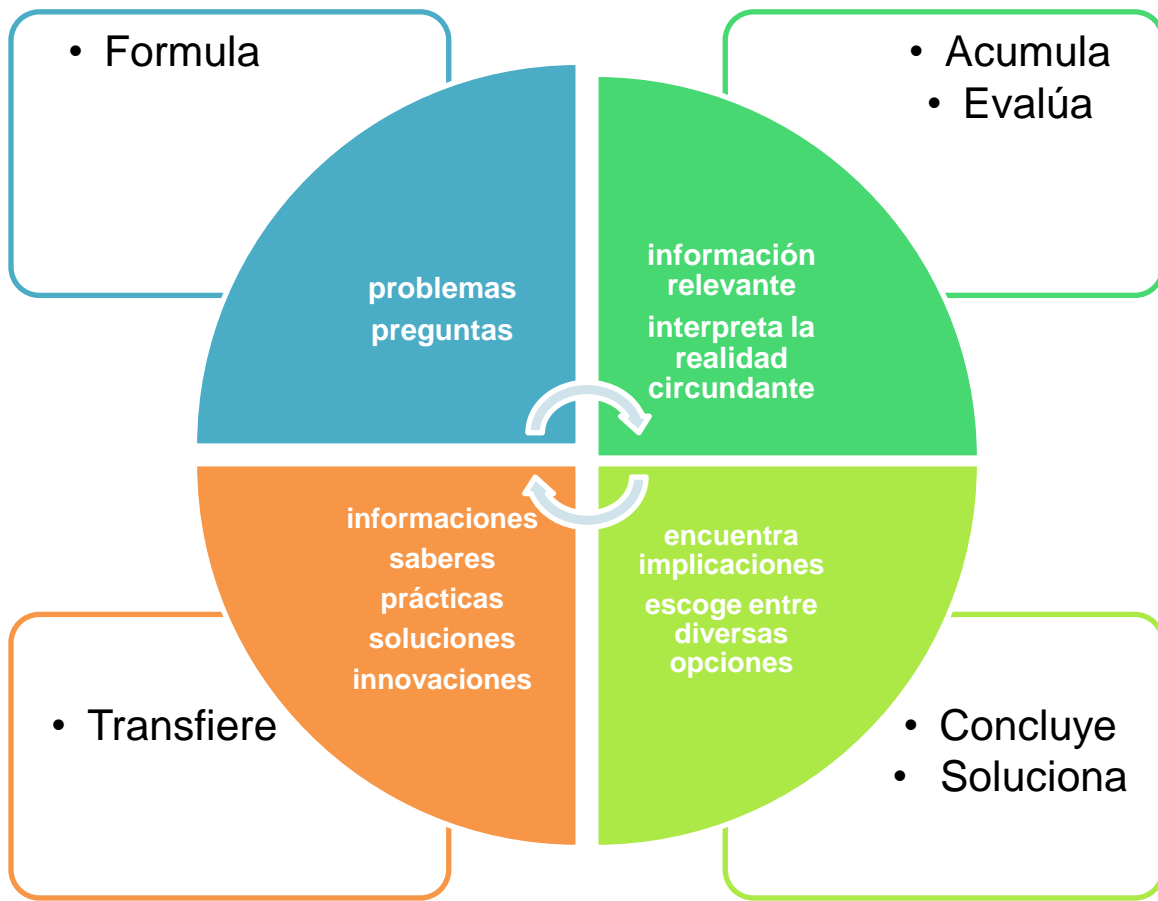 • Formula
problemas
preguntas
• Acumula
• Evalúa
información
relevante
interpreta la
realidad
circundante
informaciones
saberes
prácticas
soluciones
innovaciones
• Transfiere
encuentra
implicaciones
escoge entre
diversas
opciones
• Concluye
• Soluciona